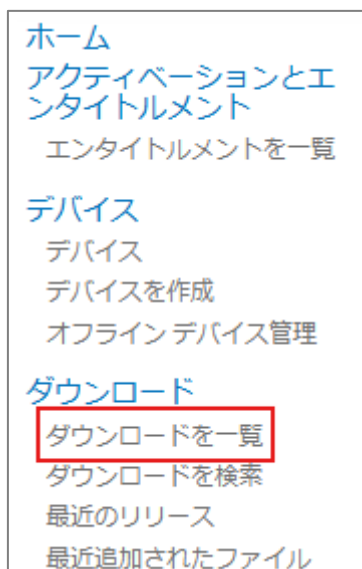 ホーム
アクティベーションとエ
ンタイトルメント
エンタイトルメントを一覧
デバイス
デバイス
デバイスを作成
オフライン デバイス管理
ダウンロード
ダウンロードを一覧
ダウンロードを検索
最近のリリース
最近追加されたファイル